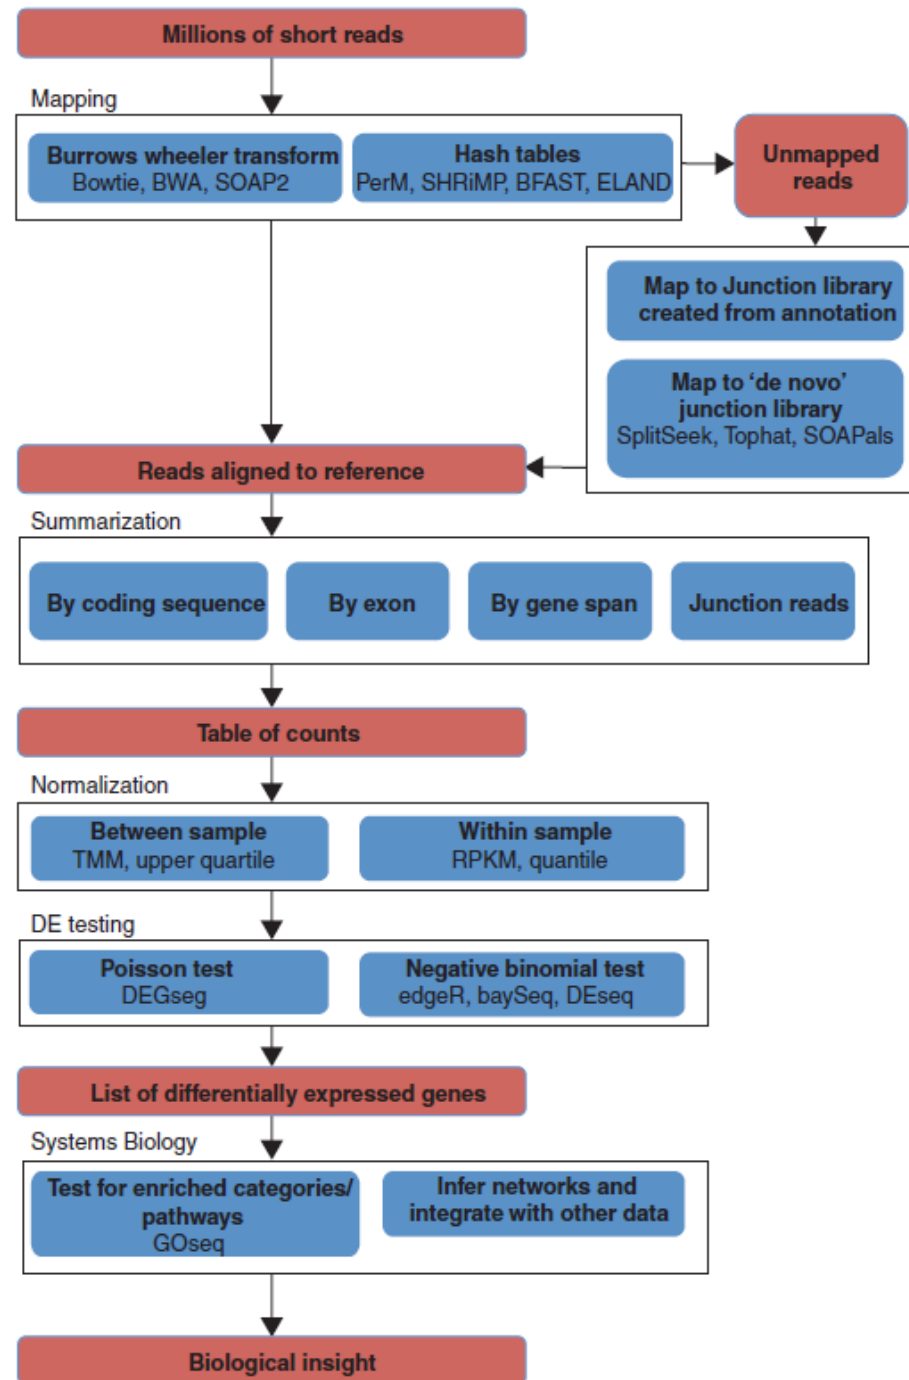 Millions of short reads
Mapping
Burrows wheeler transform
Bowtie, BWA, SOAP2
Hash tables
PerM, SHRiMP, BFAST, ELAND
Unmapped
reads
Map to Junction library
created from annotation
Map to ‘de novo’
junction library
SplitSeek, Tophat, SOAPals
Reads aligned to reference
Summarization
By coding sequence
By exon
By gene span
Junction reads
Table of counts
Normalization
Between sample
TMM, upper quartile
Within sample
RPKM, quantile
DE testing
Poisson test
DEGseg
Negative binomial test
edgeR, baySeq, DEseq
List of differentially expressed genes
Systems Biology
Test for enriched categories/
pathways
GOseq
Infer networks and
integrate with other data
Biological insight